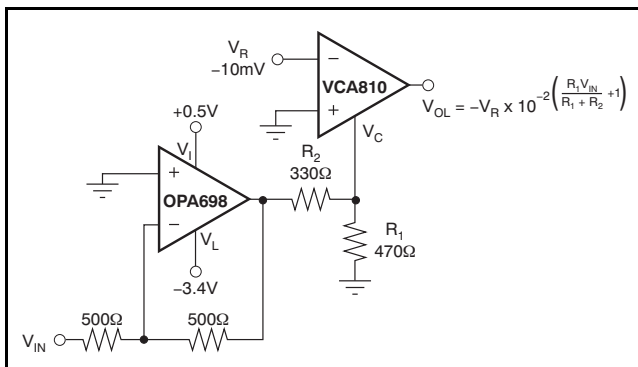 V_R
−10mV
−
VCA810
+
V_OL = −V_R x 10^−2(R_1V_IN / (R_1 + R_2) +1)
V_C
+0.5V
V_I
+
OPA698
−
V_L
−3.4V
R_2
330Ω
R_1
470Ω
500Ω
500Ω
V_IN